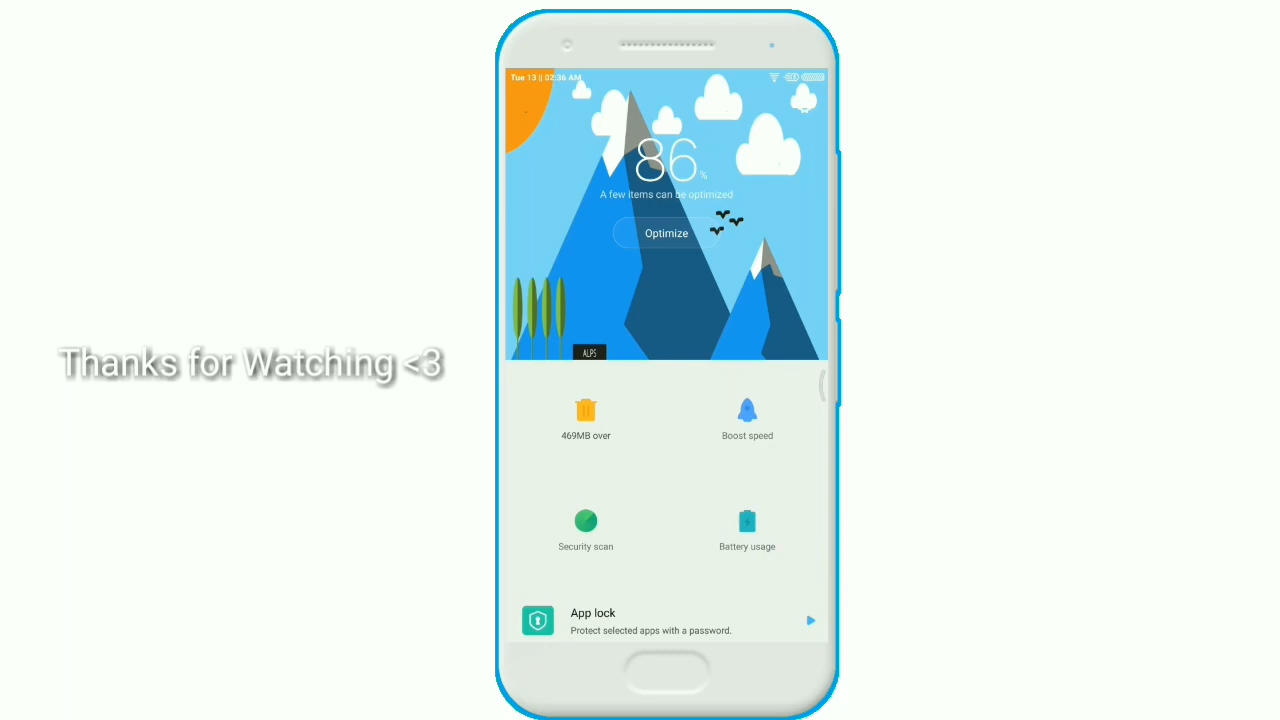 Tue 13 || 02:36 AM
86%
A few items can be optimized
Optimize
ALPS
Thanks for Watching <3
469MB over
Boost speed
Security scan
Battery usage
App lock
Protect selected apps with a password.